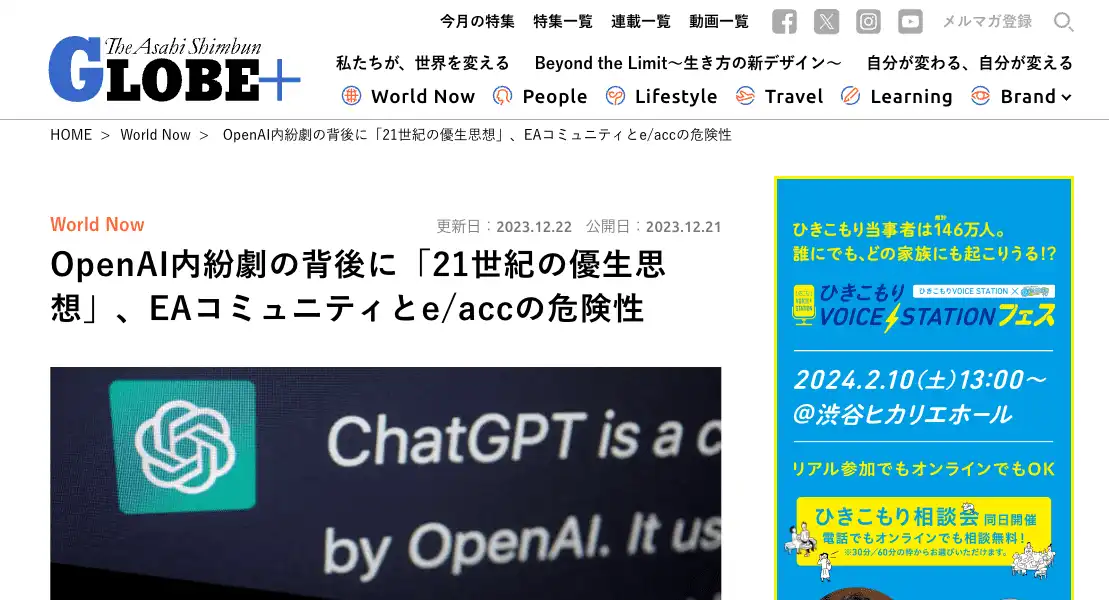 今月の特集 特集一覧 連載一覧 動画一覧 メルマガ登録
The Asahi Shimbun
GLOBE+
私たちが、世界を変える Beyond the Limit〜生き方の新デザイン〜 自分が変わる、自分が変える
World Now People Lifestyle Travel Learning Brand
HOME > World Now > OpenAI内紛劇の背後に「21世紀の優生思想」、EAコミュニティとe/accの危険性
World Now
更新日：2023.12.22 公開日：2023.12.21
OpenAI内紛劇の背後に「21世紀の優生思
想」、EAコミュニティとe/accの危険性
ChatGPT is a c
by OpenAI. It us
ひきこもり当事者は146万人。
誰にでも、どの家族にも起こりうる!?
ひきこもり
ひきこもりVOICE STATION ×
VOICE STATION フェス
2024.2.10(土)13:00〜
@渋谷ヒカリエホール
リアル参加でもオンラインでもOK
ひきこもり相談会 同日開催
電話でもオンラインでも相談無料!
※30分/60分の枠からお選びいただけます。